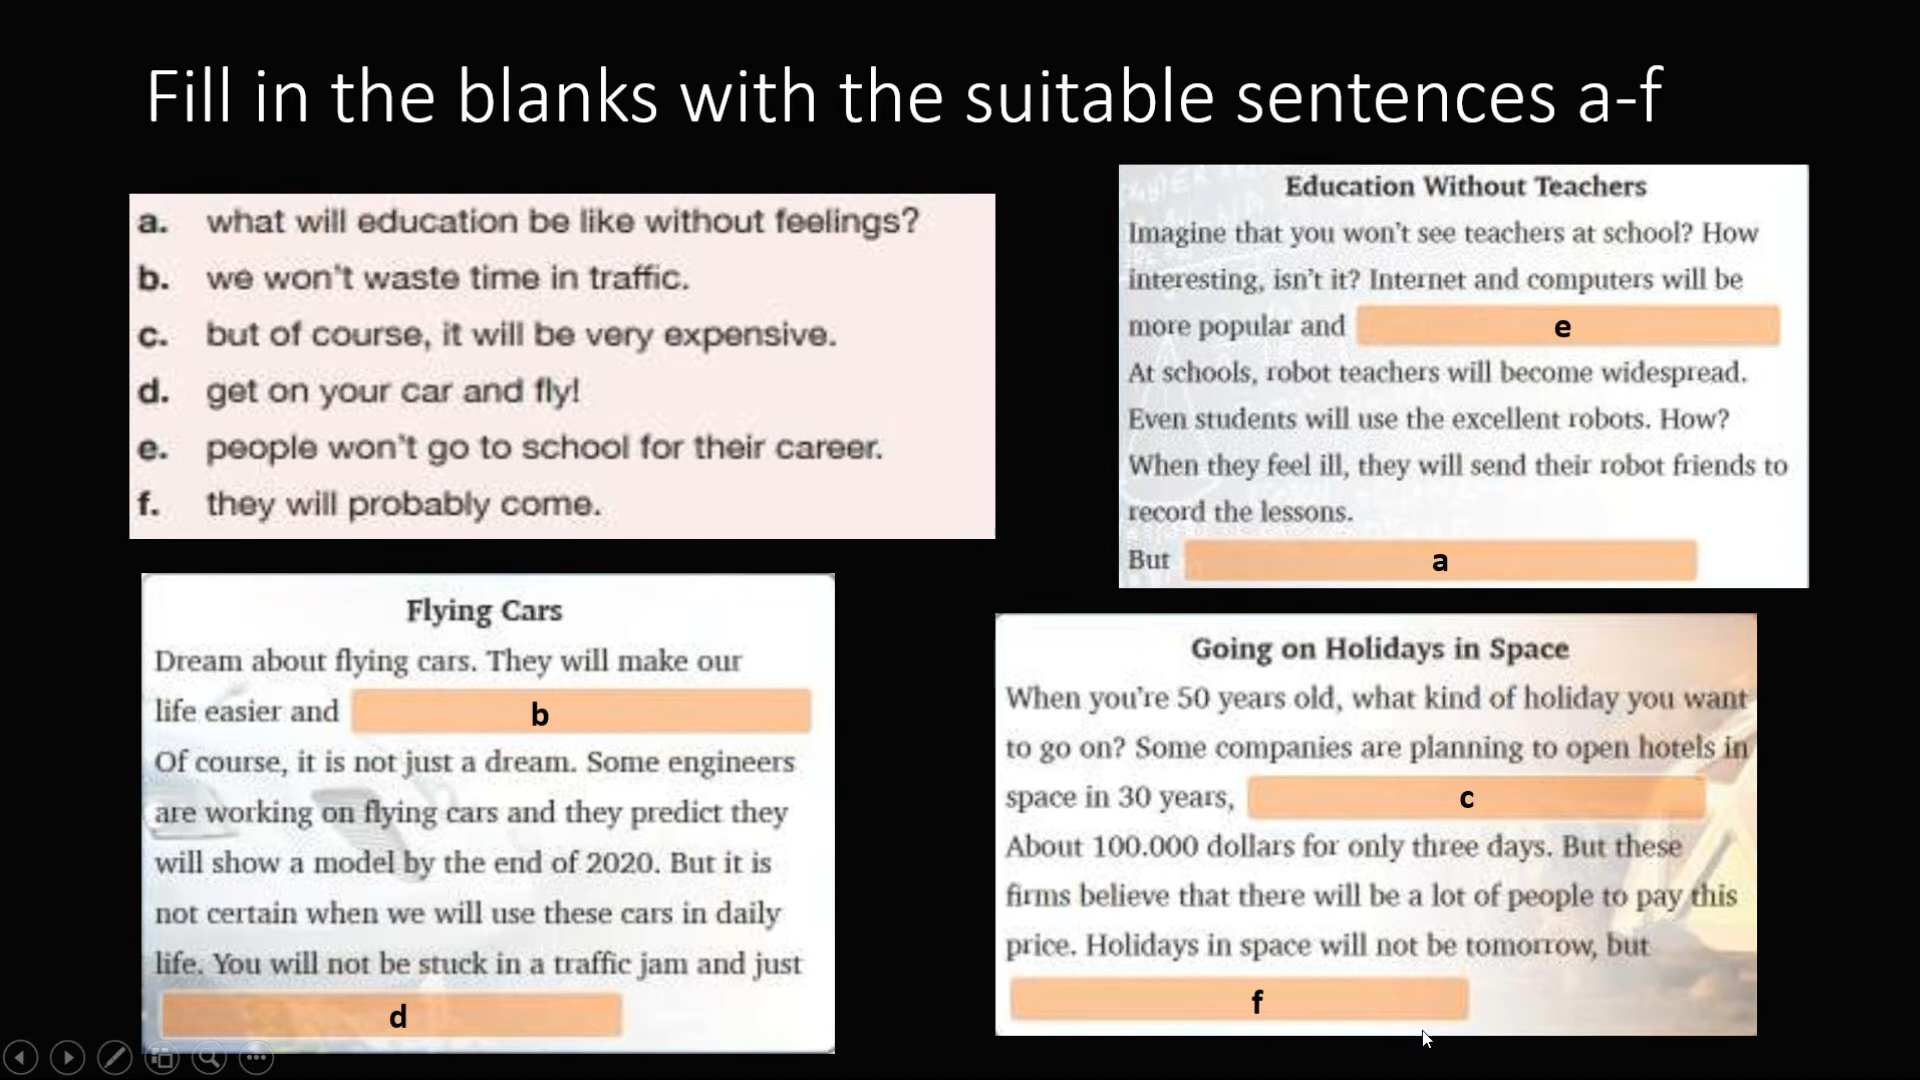 Fill in the blanks with the suitable sentences a-f
a. what will education be like without feelings?
b. we won't waste time in traffic.
c. but of course, it will be very expensive.
d. get on your car and fly!
e. people won't go to school for their career.
f. they will probably come.
Education Without Teachers
Imagine that you won't see teachers at school? How
interesting, isn't it? Internet and computers will be
more popular and e
At schools, robot teachers will become widespread.
Even students will use the excellent robots. How?
When they feel ill, they will send their robot friends to
record the lessons.
But a
Flying Cars
Dream about flying cars. They will make our
life easier and b
Of course, it is not just a dream. Some engineers
are working on flying cars and they predict they
will show a model by the end of 2020. But it is
not certain when we will use these cars in daily
life. You will not be stuck in a traffic jam and just
d
Going on Holidays in Space
When you're 50 years old, what kind of holiday you want
to go on? Some companies are planning to open hotels in
space in 30 years, c
About 100.000 dollars for only three days. But these
firms believe that there will be a lot of people to pay this
price. Holidays in space will not be tomorrow, but
f